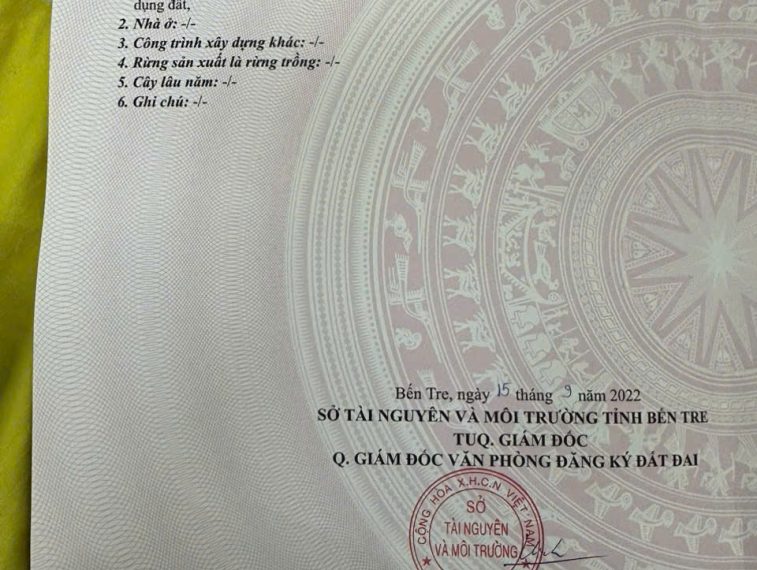 dụng đất,
2. Nhà ở: -/-
3. Công trình xây dựng khác: -/-
4. Rừng sản xuất là rừng trồng: -/-
5. Cây lâu năm: -/-
6. Ghi chú: -/-
Bến Tre, ngày 15 tháng 9 năm 2022
SỞ TÀI NGUYÊN VÀ MÔI TRƯỜNG TỈNH BẾN TRE
TUQ. GIÁM ĐỐC
Q. GIÁM ĐỐC VĂN PHÒNG ĐĂNG KÝ ĐẤT ĐAI
CỘNG HÒA X.H.C.N VIỆT NAM
SỞ
TÀI NGUYÊN
VÀ MÔI TRƯỜNG